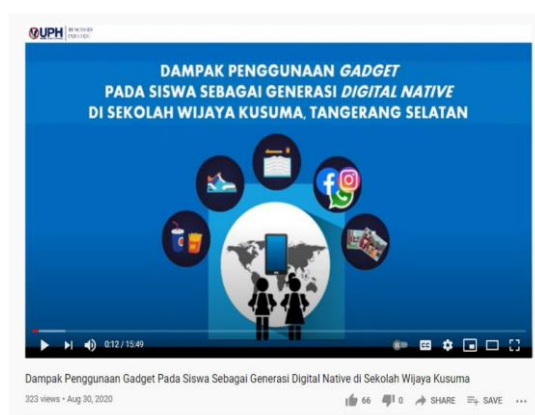 UPH
DAMPAK PENGGUNAAN GADGET
PADA SISWA SEBAGAI GENERASI DIGITAL NATIVE
DI SEKOLAH WIJAYA KUSUMA, TANGERANG SELATAN
0:12 / 15:49
CC
Dampak Penggunaan Gadget Pada Siswa Sebagai Generasi Digital Native di Sekolah Wijaya Kusuma
323 views • Aug 30, 2020
66 0 SHARE SAVE ...